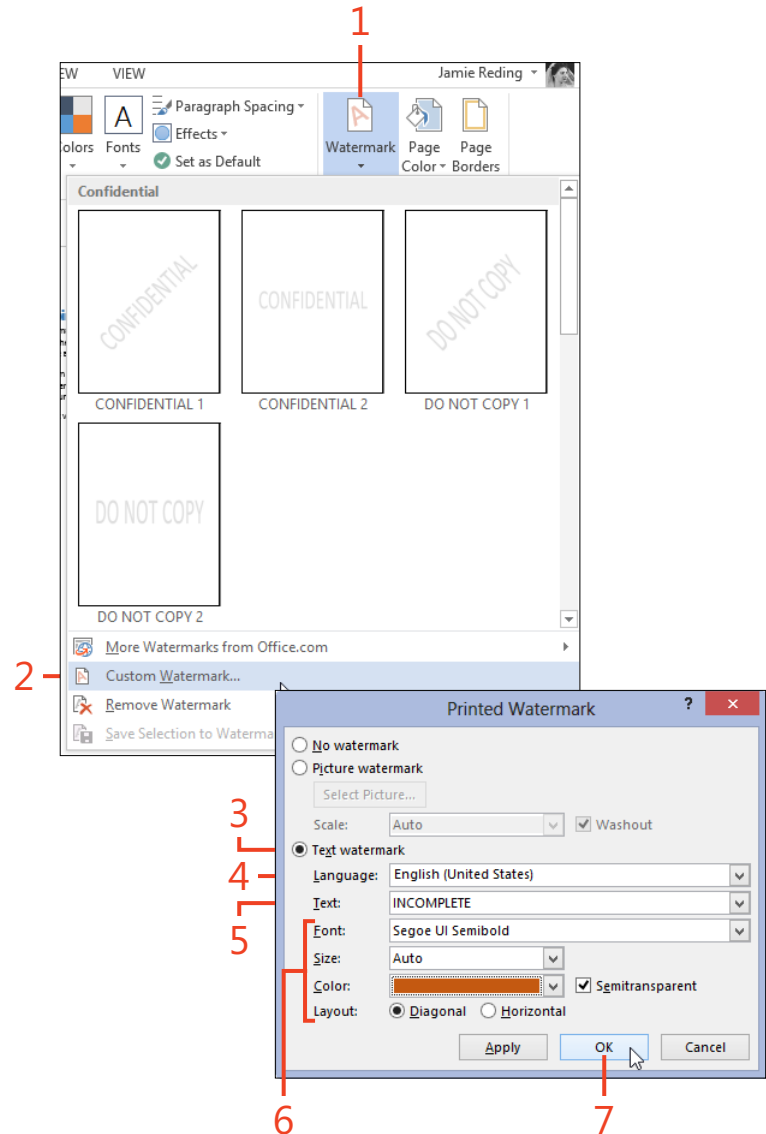 1
EW VIEW Jamie Reding
A Paragraph Spacing
Effects
olors Fonts Watermark Page Page
Set as Default Color Borders
Confidential
CONFIDENTIAL CONFIDENTIAL DO NOT COPY
CONFIDENTIAL 1 CONFIDENTIAL 2 DO NOT COPY 1
DO NOT COPY
DO NOT COPY 2
More Watermarks from Office.com
2 Custom Watermark...
Remove Watermark
Save Selection to Waterma
Printed Watermark ? ×
No watermark
Picture watermark
Select Picture...
3 Scale: Auto Washout
Text watermark
4 Language: English (United States)
Text: INCOMPLETE
5 Font: Segoe UI Semibold
Size: Auto
Color: Semitransparent
Layout: Diagonal Horizontal
Apply OK Cancel
6 7